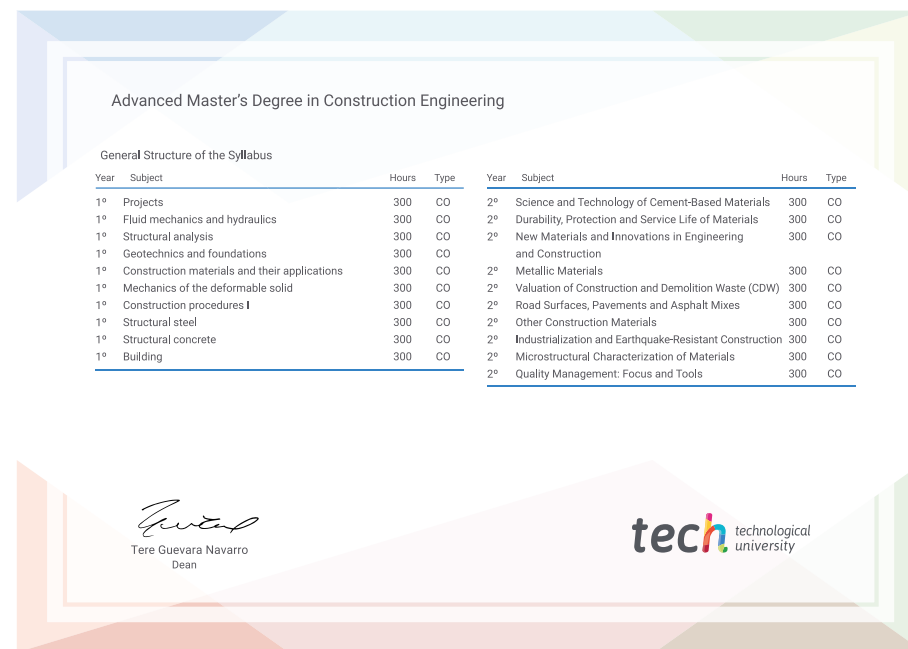 Advanced Master's Degree in Construction Engineering
General Structure of the Syllabus
Year Subject Hours Type
1º Projects 300 CO
1º Fluid mechanics and hydraulics 300 CO
1º Structural analysis 300 CO
1º Geotechnics and foundations 300 CO
1º Construction materials and their applications 300 CO
1º Mechanics of the deformable solid 300 CO
1º Construction procedures I 300 CO
1º Structural steel 300 CO
1º Structural concrete 300 CO
1º Building 300 CO
Year Subject Hours Type
2º Science and Technology of Cement-Based Materials 300 CO
2º Durability, Protection and Service Life of Materials 300 CO
2º New Materials and Innovations in Engineering 300 CO
and Construction
2º Metallic Materials 300 CO
2º Valuation of Construction and Demolition Waste (CDW) 300 CO
2º Road Surfaces, Pavements and Asphalt Mixes 300 CO
2º Other Construction Materials 300 CO
2º Industrialization and Earthquake-Resistant Construction 300 CO
2º Microstructural Characterization of Materials 300 CO
2º Quality Management: Focus and Tools 300 CO
Tere Guevara Navarro
Dean
tech technological
university